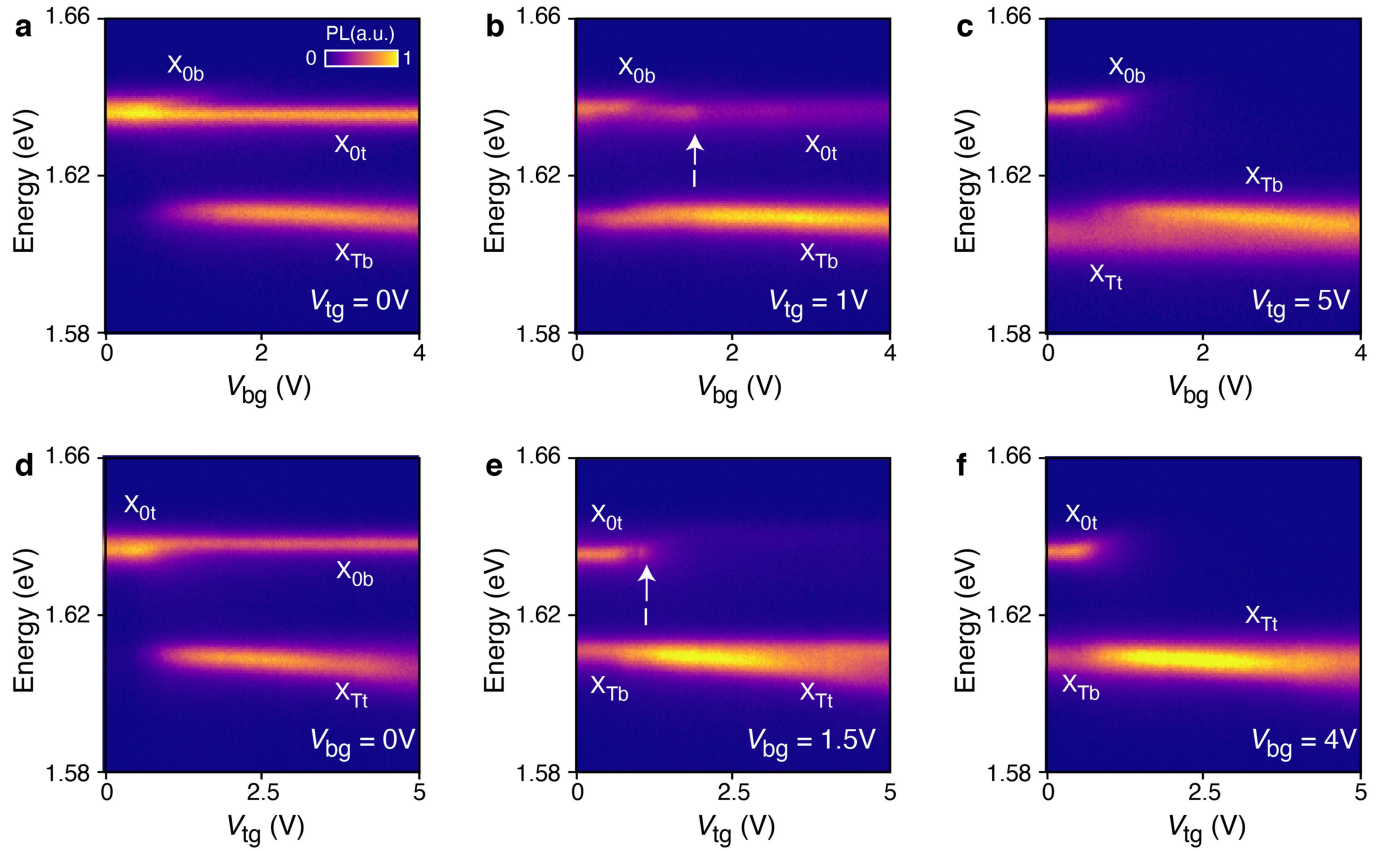 a
1.66
1.62
1.58
Energy (eV)
PL(a.u.)
0 1
X0b
X0t
XTb
Vtg = 0V
0 2 4
Vbg (V)
b
1.66
1.62
1.58
Energy (eV)
X0b
X0t
XTb
Vtg = 1V
0 2 4
Vbg (V)
c
1.66
1.62
1.58
Energy (eV)
X0b
XTb
XTt
Vtg = 5V
0 2 4
Vbg (V)
d
1.66
1.62
1.58
Energy (eV)
X0t
X0b
XTt
Vbg = 0V
0 2.5 5
Vtg (V)
e
1.66
1.62
1.58
Energy (eV)
X0t
XTb XTt
Vbg = 1.5V
0 2.5 5
Vtg (V)
f
1.66
1.62
1.58
Energy (eV)
X0t
XTt
XTb
Vbg = 4V
0 2.5 5
Vtg (V)